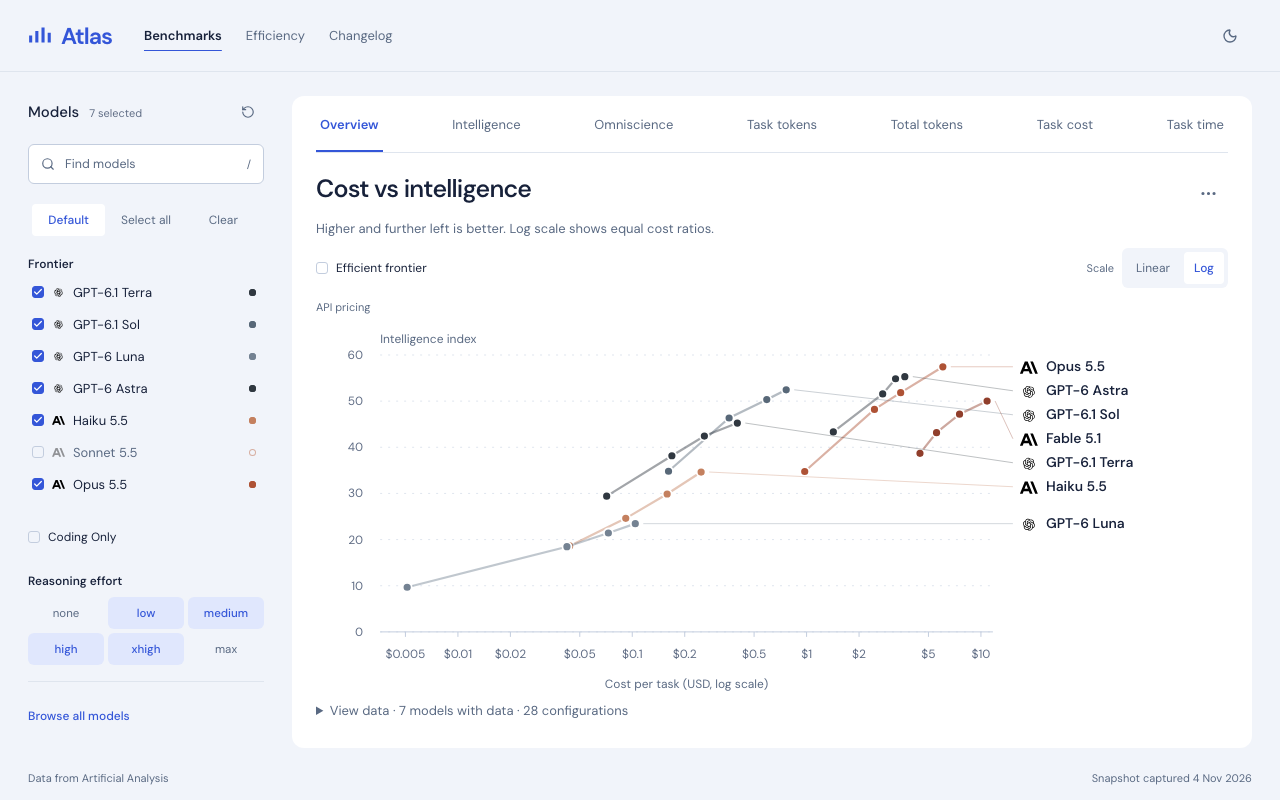 Atlas
Benchmarks
Efficiency
Changelog
Models
7 selected
Find models
/
Default
Select all
Clear
Frontier
GPT-6.1 Terra
GPT-6.1 Sol
GPT-6 Luna
GPT-6 Astra
Haiku 5.5
Sonnet 5.5
Opus 5.5
Coding Only
Reasoning effort
none
low
medium
high
xhigh
max
Browse all models
Overview
Intelligence
Omniscience
Task tokens
Total tokens
Task cost
Task time
Cost vs intelligence
Higher and further left is better. Log scale shows equal cost ratios.
Efficient frontier
Scale
Linear
Log
API pricing
Intelligence index
60
50
40
30
20
10
0
Opus 5.5
GPT-6 Astra
GPT-6.1 Sol
Fable 5.1
GPT-6.1 Terra
Haiku 5.5
GPT-6 Luna
$0.005
$0.01
$0.02
$0.05
$0.1
$0.2
$0.5
$1
$2
$5
$10
Cost per task (USD, log scale)
View data · 7 models with data · 28 configurations
Data from Artificial Analysis
Snapshot captured 4 Nov 2026